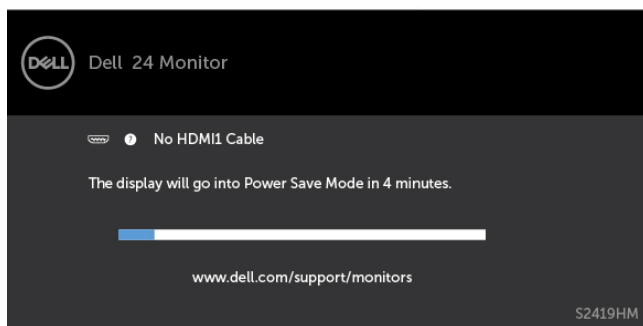 DELL
Dell 24 Monitor
? No HDMI1 Cable
The display will go into Power Save Mode in 4 minutes.
www.dell.com/support/monitors
S2419HM